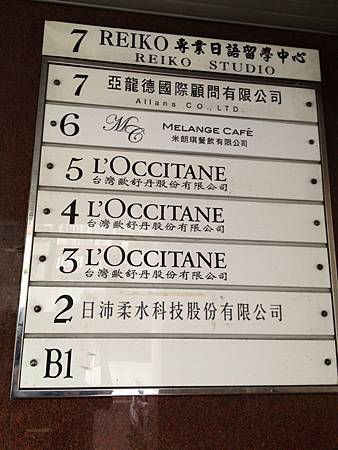 7 REIKO 專業日語留學中心
REIKO STUDIO
7 亞龍德國際顧問有限公司
Allans CO.,LTD.
6 MC MELANGE CAFÉ
米朗琪餐飲有限公司
5 L'OCCITANE
台灣歐舒丹股份有限公司
4 L'OCCITANE
台灣歐舒丹股份有限公司
3 L'OCCITANE
台灣歐舒丹股份有限公司
2 日沛柔水科技股份有限公司
B1